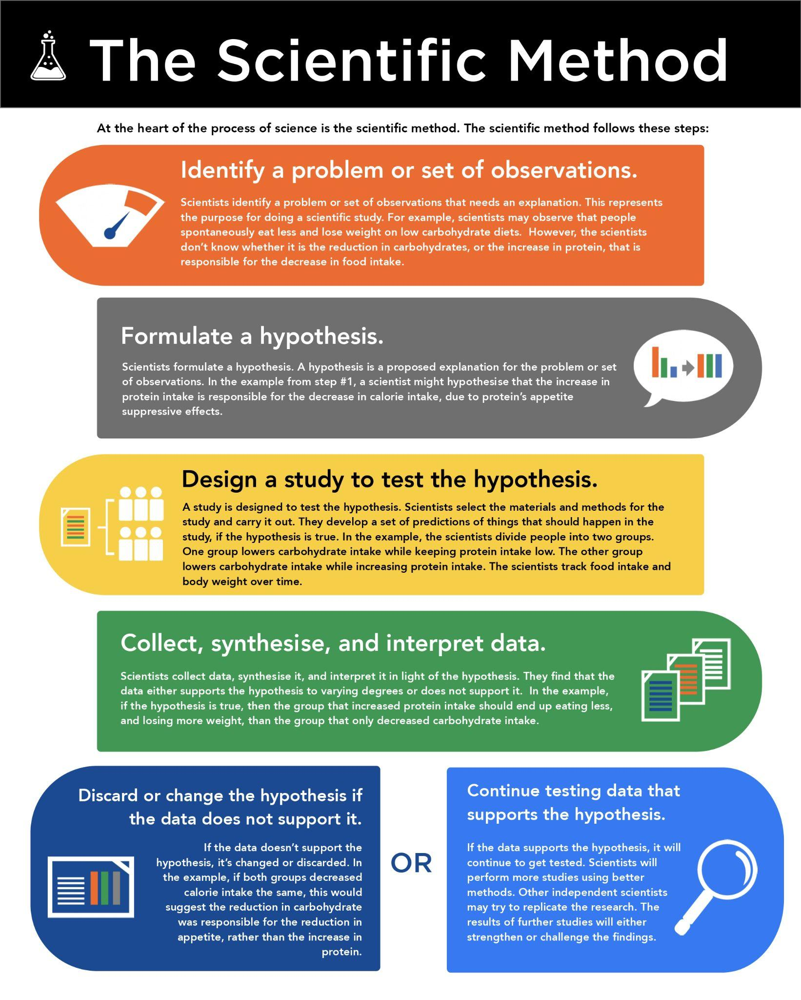 The Scientific Method
At the heart of the process of science is the scientific method. The scientific method follows these steps:
Identify a problem or set of observations.
Scientists identify a problem or set of observations that needs an explanation. This represents
the purpose for doing a scientific study. For example, scientists may observe that people
spontaneously eat less and lose weight on low carbohydrate diets.  However, the scientists
don’t know whether it is the reduction in carbohydrates, or the increase in protein, that is
responsible for the decrease in food intake.
Formulate a hypothesis.
Scientists formulate a hypothesis. A hypothesis is a proposed explanation for the problem or set
of observations. In the example from step #1, a scientist might hypothesise that the increase in
protein intake is responsible for the decrease in calorie intake, due to protein’s appetite
suppressive effects.
Design a study to test the hypothesis.
A study is designed to test the hypothesis. Scientists select the materials and methods for the
study and carry it out. They develop a set of predictions of things that should happen in the
study, if the hypothesis is true. In the example, the scientists divide people into two groups.
One group lowers carbohydrate intake while keeping protein intake low. The other group
lowers carbohydrate intake while increasing protein intake. The scientists track food intake and
body weight over time.
Collect, synthesise, and interpret data.
Scientists collect data, synthesise it, and interpret it in light of the hypothesis. They find that the
data either supports the hypothesis to varying degrees or does not support it.  In the example,
if the hypothesis is true, then the group that increased protein intake should end up eating less,
and losing more weight, than the group that only decreased carbohydrate intake.
Discard or change the hypothesis if
the data does not support it.
If the data doesn’t support the
hypothesis, it’s changed or discarded. In
the example, if both groups decreased
calorie intake the same, this would
suggest the reduction in carbohydrate
was responsible for the reduction in
appetite, rather than the increase in
protein.
OR
Continue testing data that
supports the hypothesis.
If the data supports the hypothesis, it will
continue to get tested. Scientists will
perform more studies using better
methods. Other independent scientists
may try to replicate the research. The
results of further studies will either
strengthen or challenge the findings.